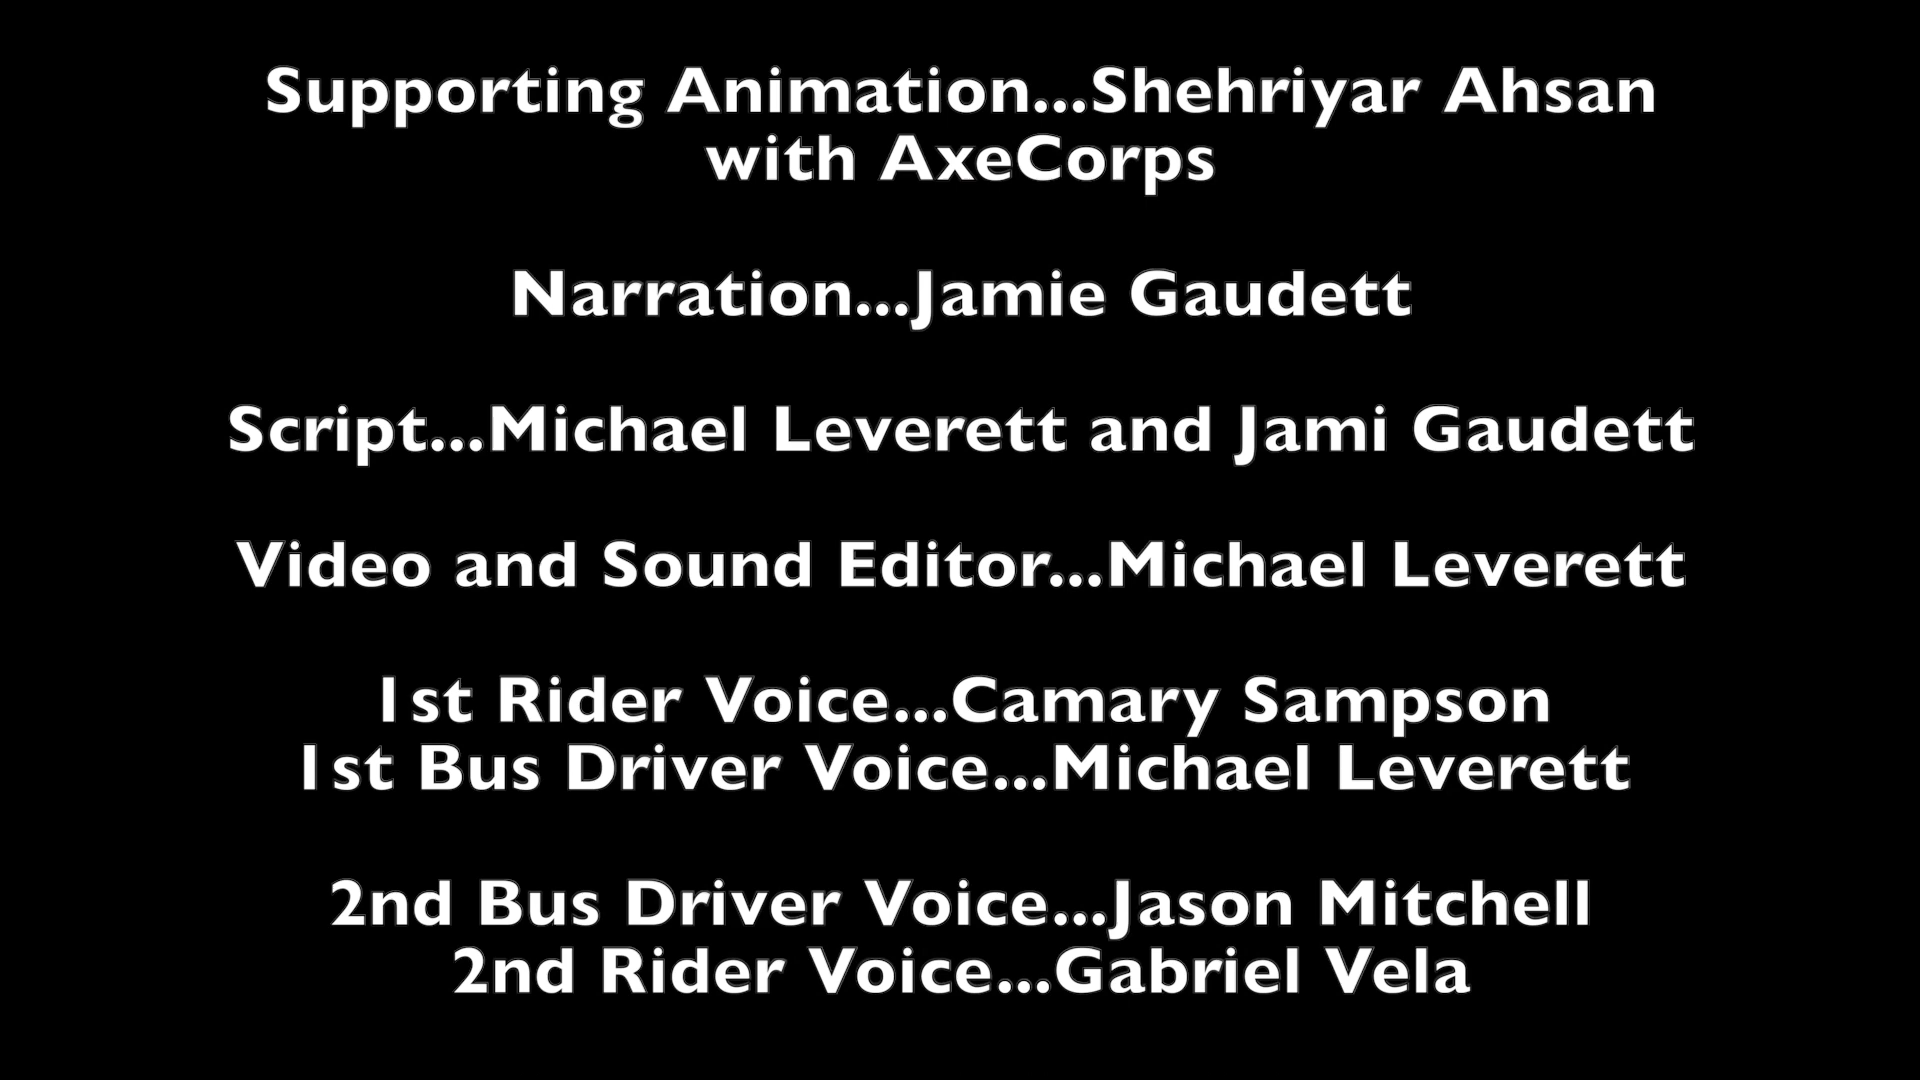 Supporting Animation...Shehriyar Ahsan
with AxeCorps
Narration...Jamie Gaudett
Script...Michael Leverett and Jami Gaudett
Video and Sound Editor...Michael Leverett
1st Rider Voice...Camary Sampson
1st Bus Driver Voice...Michael Leverett
2nd Bus Driver Voice...Jason Mitchell
2nd Rider Voice...Gabriel Vela